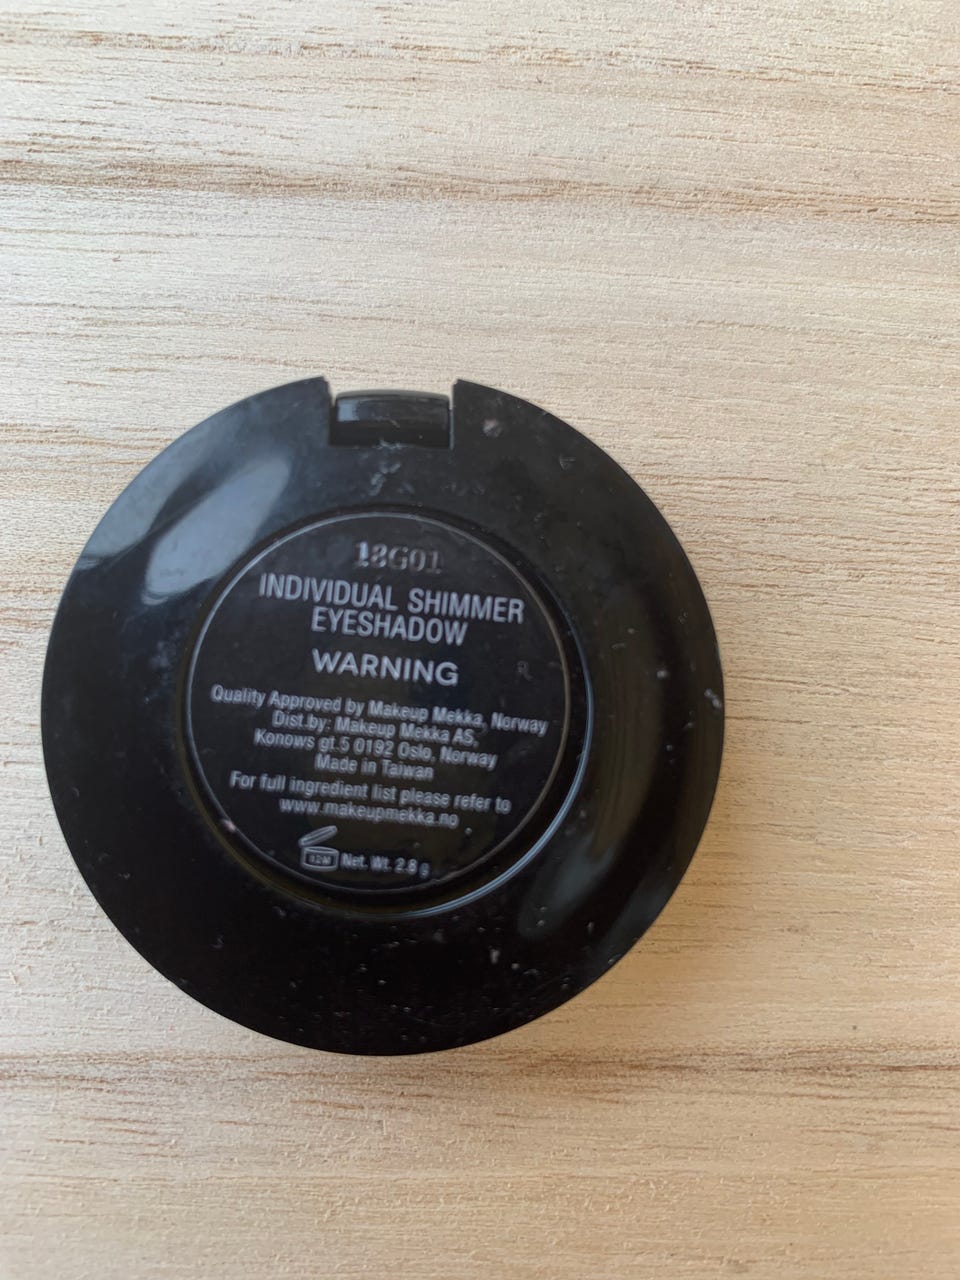 18G01
INDIVIDUAL SHIMMER
EYESHADOW
WARNING
Quality Approved by Makeup Mekka, Norway
Dist.by: Makeup Mekka AS,
Konows gt.5 0192 Oslo, Norway
Made in Taiwan
For full ingredient list please refer to
www.makeupmekka.no
12M Net. Wt. 2.8 g